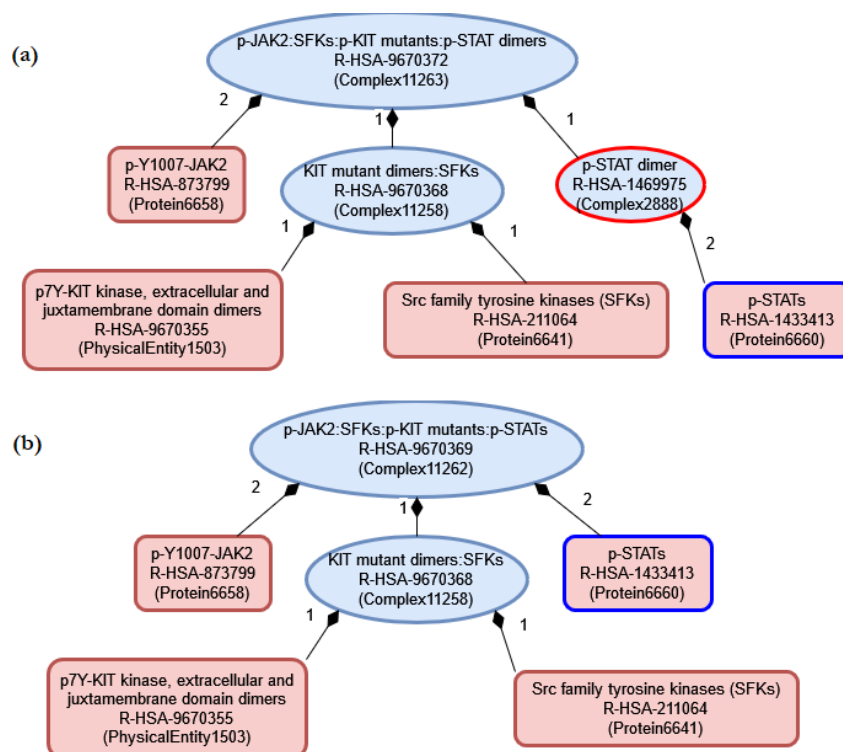 (a)
p-JAK2:SFKs:p-KIT mutants:p-STAT dimers
R-HSA-9670372
(Complex11263)
2
1
1
p-Y1007-JAK2
R-HSA-873799
(Protein6658)
KIT mutant dimers:SFKs
R-HSA-9670368
(Complex11258)
p-STAT dimer
R-HSA-1469975
(Complex2888)
1
1
2
p7Y-KIT kinase, extracellular and
juxtamembrane domain dimers
R-HSA-9670355
(PhysicalEntity1503)
Src family tyrosine kinases (SFKs)
R-HSA-211064
(Protein6641)
p-STATs
R-HSA-1433413
(Protein6660)
(b)
p-JAK2:SFKs:p-KIT mutants:p-STATs
R-HSA-9670369
(Complex11262)
2
1
2
p-Y1007-JAK2
R-HSA-873799
(Protein6658)
KIT mutant dimers:SFKs
R-HSA-9670368
(Complex11258)
p-STATs
R-HSA-1433413
(Protein6660)
1
1
p7Y-KIT kinase, extracellular and
juxtamembrane domain dimers
R-HSA-9670355
(PhysicalEntity1503)
Src family tyrosine kinases (SFKs)
R-HSA-211064
(Protein6641)